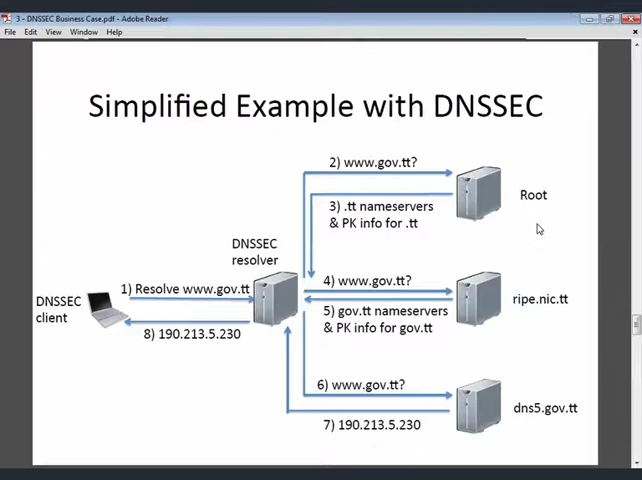 3 - DNSSEC Business Case.pdf - Adobe Reader
File Edit View Window Help
Simplified Example with DNSSEC
2) www.gov.tt?
Root
3) .tt nameservers
& PK info for .tt
DNSSEC
resolver
DNSSEC
client
1) Resolve www.gov.tt
4) www.gov.tt?
ripe.nic.tt
5) gov.tt nameservers
& PK info for gov.tt
8) 190.213.5.230
6) www.gov.tt?
dns5.gov.tt
7) 190.213.5.230